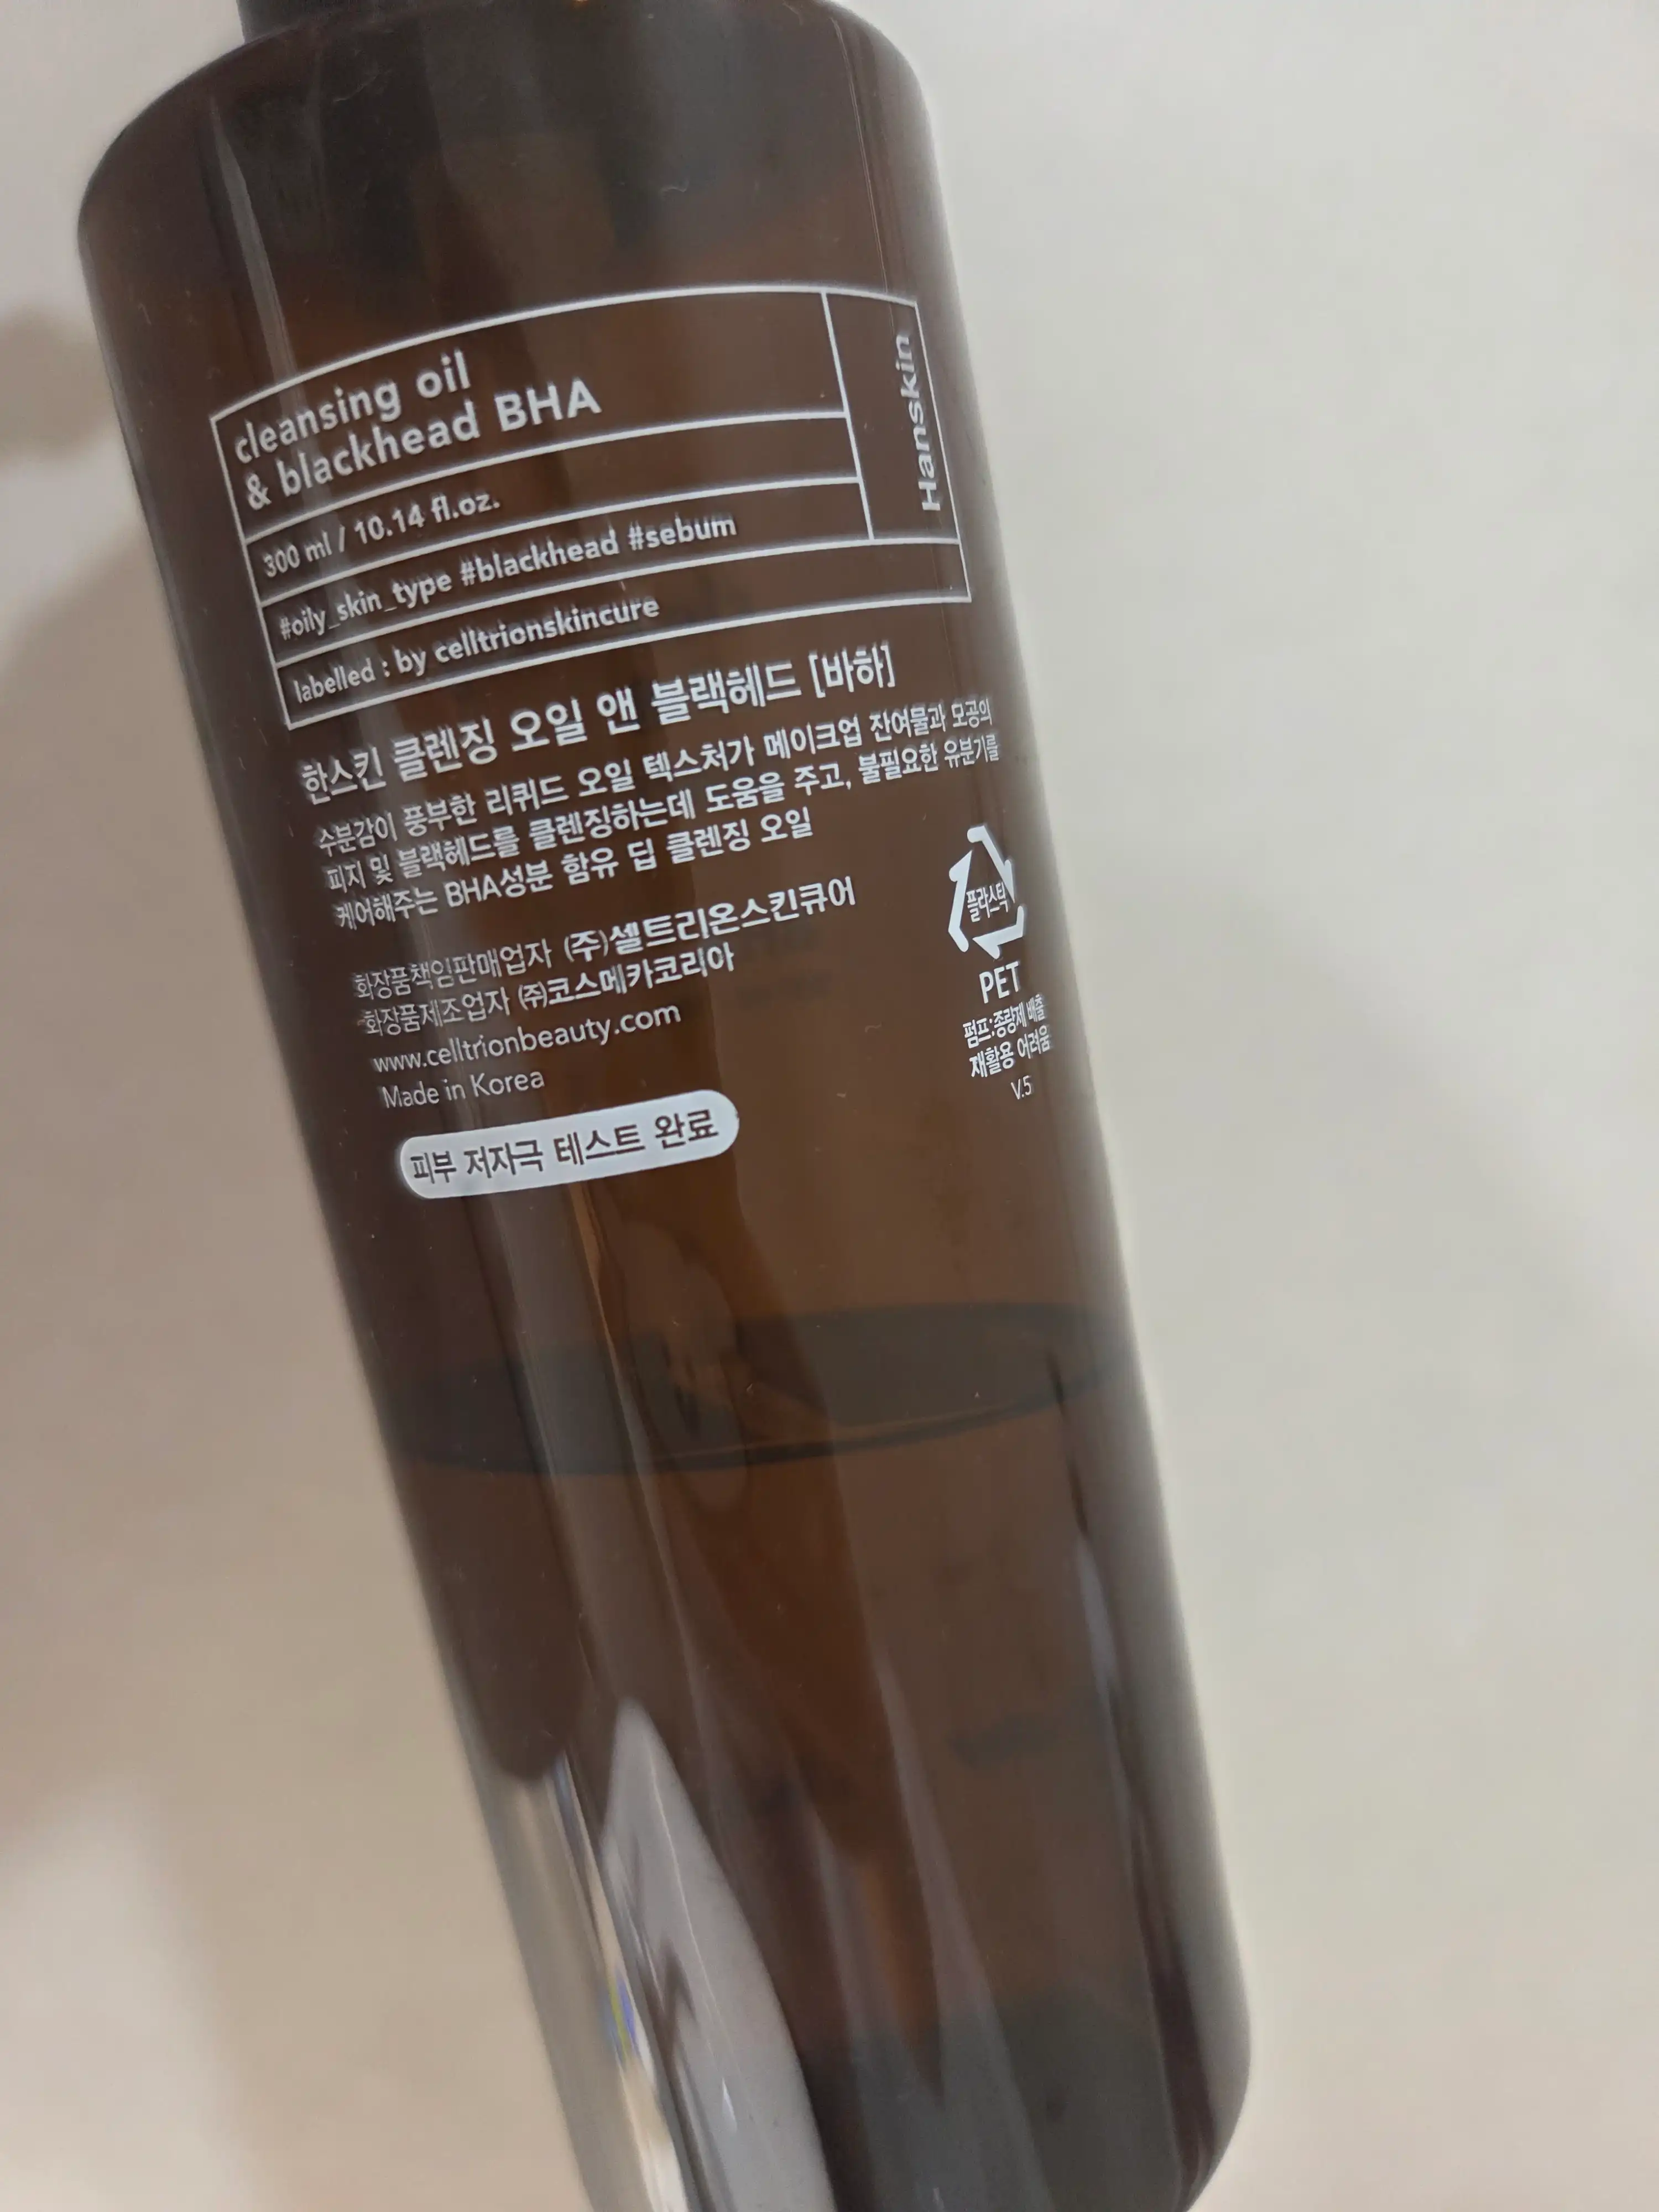 cleansing oil
& blackhead BHA
Hanskin
300 ml / 10.14 fl.oz.
#oily_skin_type #blackhead #sebum
labelled : by celltrionskincure
한스킨 클렌징 오일 앤 블랙헤드 [바하]
수분감이 풍부한 리퀴드 오일 텍스처가 메이크업 잔여물과 모공의
피지 및 블랙헤드를 클렌징하는데 도움을 주고, 불필요한 유분기를
케어해주는 BHA성분 함유 딥 클렌징 오일
화장품책임판매업자 (주)셀트리온스킨큐어
화장품제조업자 ㈜코스메카코리아
www.celltrionbeauty.com
Made in Korea
피부 저자극 테스트 완료
플라스틱
PET
펌프:종량제 배출
재활용 어려움
V.5